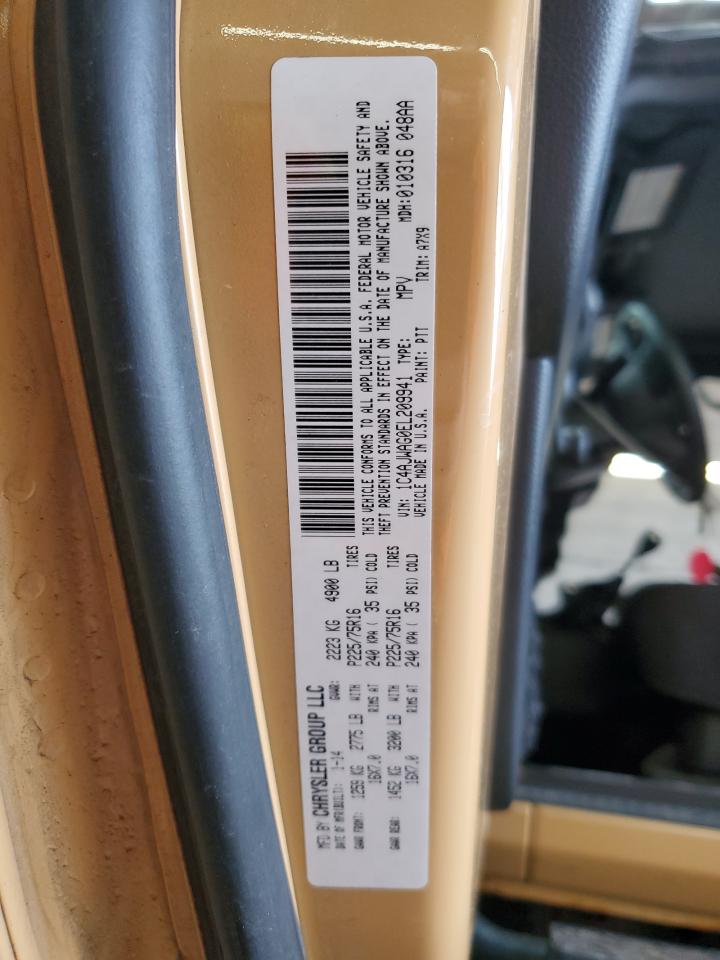 MFD BY CHRYSLER GROUP LLC
DATE OF MFR(BUILT): 1-14 GVWR: 2223 KG 4900 LB
GAWR FRONT: 1259 KG 2775 LB WITH P225/75R16 TIRES
16X7.0 RIMS AT 240 KPA ( 35 PSI) COLD
GAWR REAR: 1452 KG 3200 LB WITH P225/75R16 TIRES
16X7.0 RIMS AT 240 KPA ( 35 PSI) COLD
THIS VEHICLE CONFORMS TO ALL APPLICABLE U.S.A. FEDERAL MOTOR VEHICLE SAFETY AND
THEFT PREVENTION STANDARDS IN EFFECT ON THE DATE OF MANUFACTURE SHOWN ABOVE.
VIN: 1C4AJWAG0EL209941 TYPE: MPV MDH:010316 048AA
VEHICLE MADE IN U.S.A. PAINT: PTT TRIM: A7X9